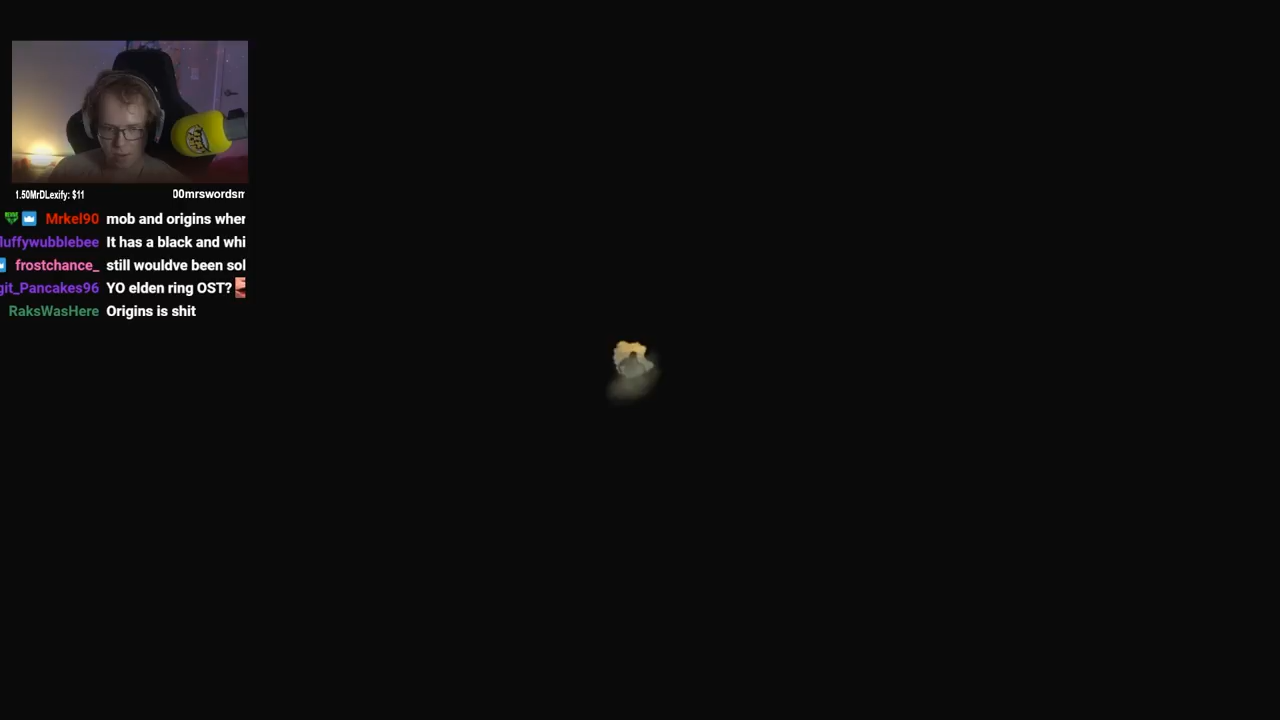 1.50MrDLexify: $11
00mrswordsm
Mrkel90 mob and origins wher
luffywubblebee It has a black and whi
frostchance_ still wouldve been sol
git_Pancakes96 YO elden ring OST?
RaksWasHere Origins is shit